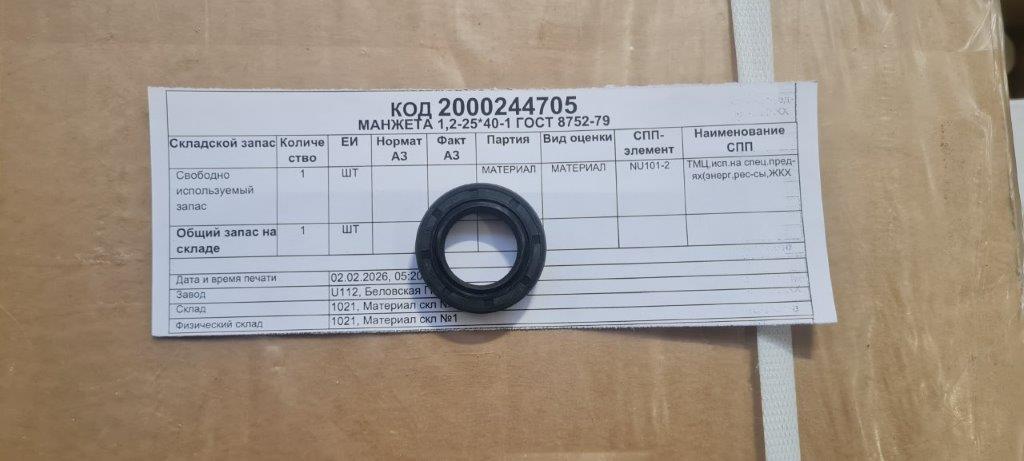 КОД 2000244705
МАНЖЕТА 1,2-25*40-1 ГОСТ 8752-79
Складской запас Количе ЕИ Нормат Факт Партия Вид оценки СПП- Наименование
ство АЗ АЗ элемент СПП
Свободно 1 ШТ МАТЕРИАЛ МАТЕРИАЛ NU101-2 ТМЦ,исп.на спец.пред-
используемый ях(энерг.рес-сы,ЖКХ
запас
Общий запас на 1 ШТ
складе
Дата и время печати 02.02.2026, 05:20
Завод U112, Беловская
Склад 1021, Материал скл
Физический склад 1021, Материал скл №1